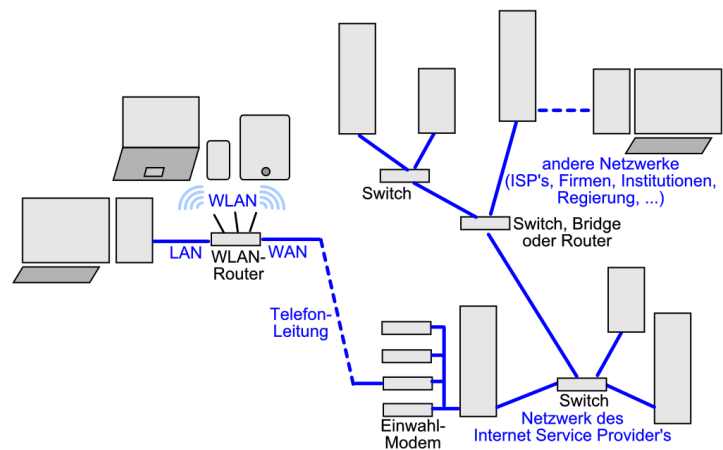 andere Netzwerke
(ISP's, Firmen, Institutionen,
Regierung, ...)
Switch
WLAN
Switch, Bridge
oder Router
LAN
WLAN-
Router
WAN
Telefon-
Leitung
Switch
Einwahl-
Modem
Netzwerk des
Internet Service Provider's